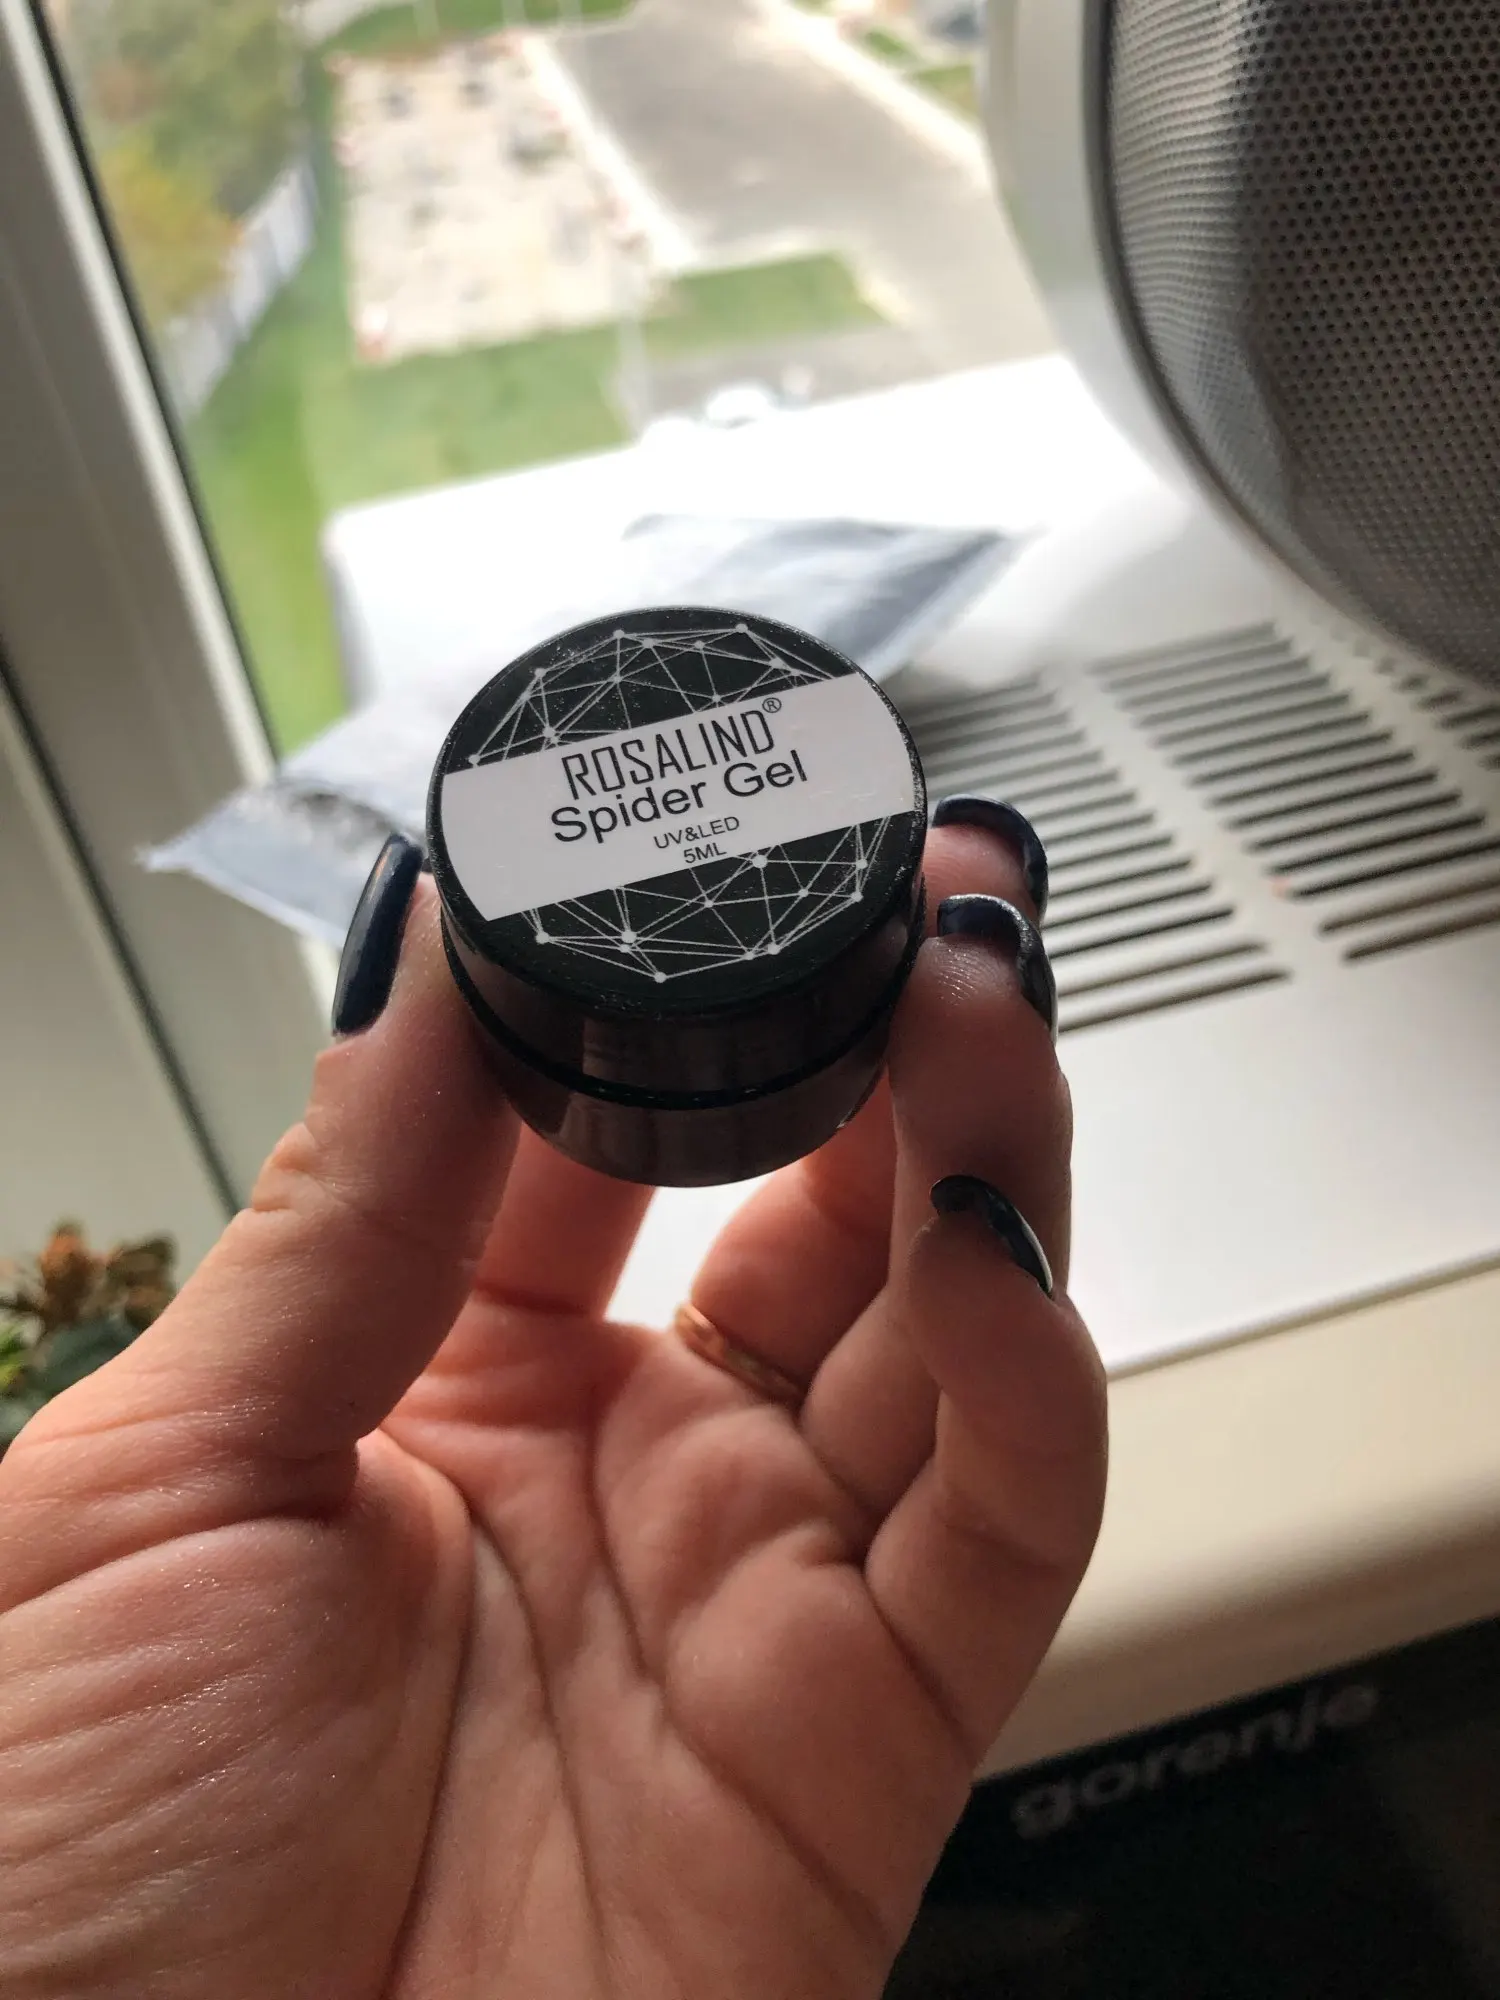 ROSALIND®
Spider Gel
UV&LED
5ML
gorenje